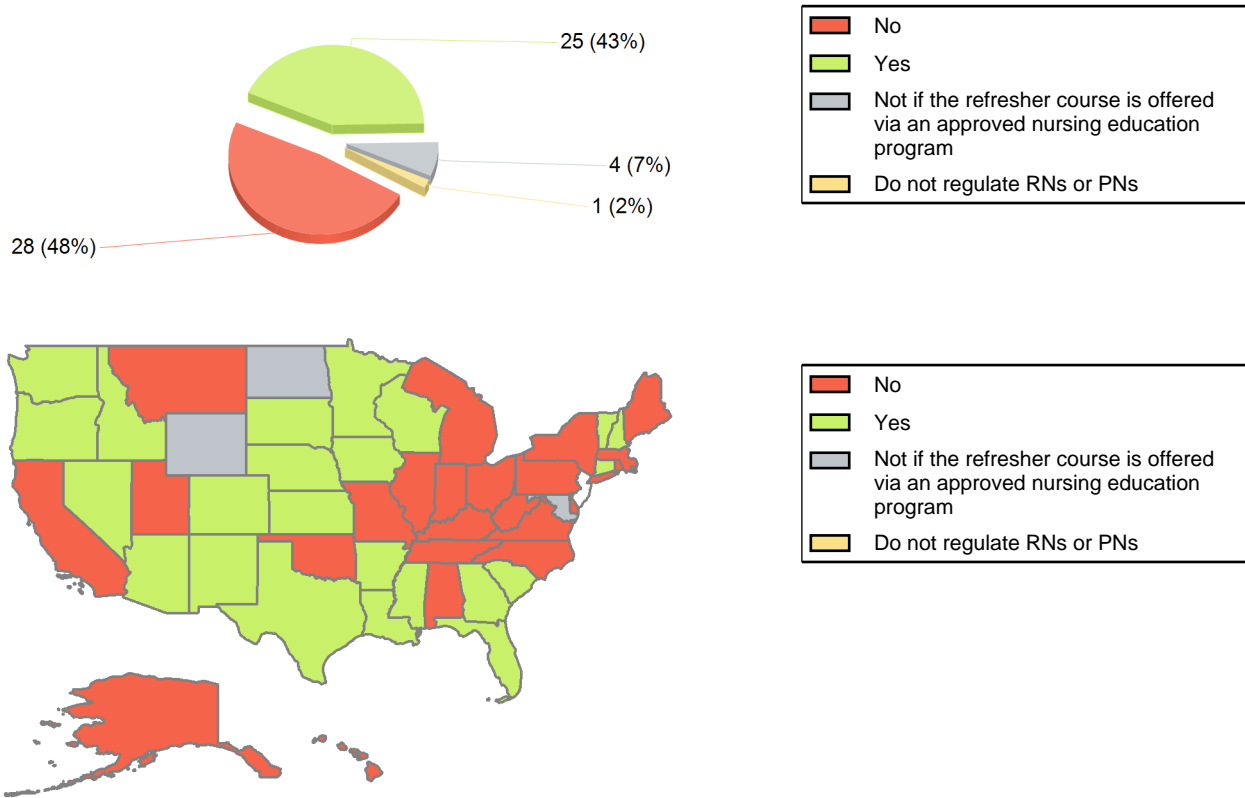 25 (43%)
4 (7%)
1 (2%)
28 (48%)
No
Yes
Not if the refresher course is offered
via an approved nursing education
program
Do not regulate RNs or PNs
No
Yes
Not if the refresher course is offered
via an approved nursing education
program
Do not regulate RNs or PNs